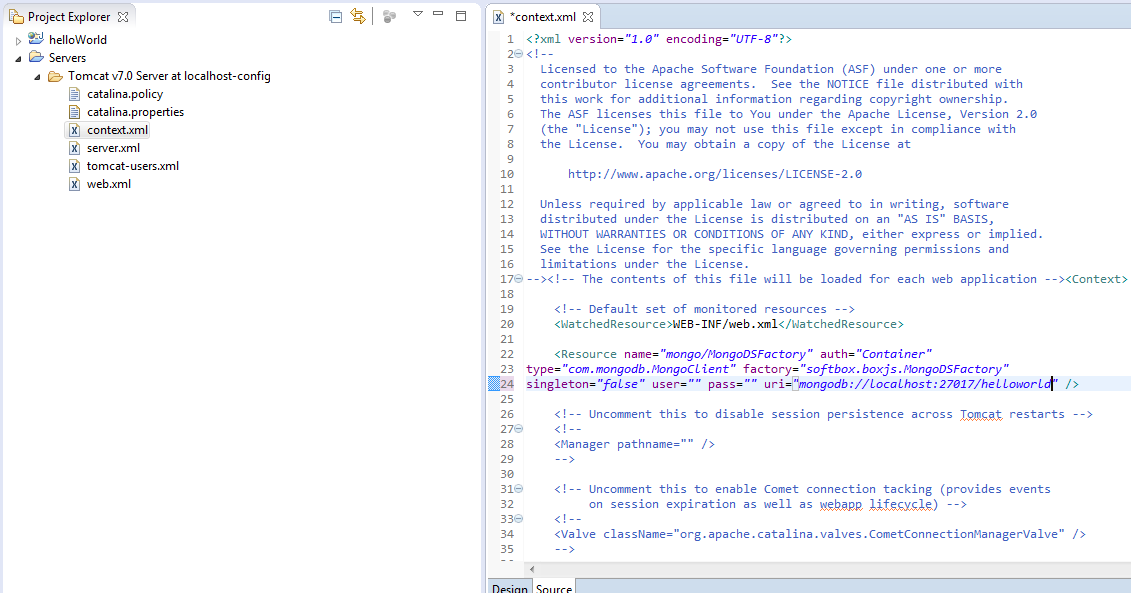 Project Explorer
helloWorld
Servers
Tomcat v7.0 Server at localhost-config
catalina.policy
catalina.properties
context.xml
server.xml
tomcat-users.xml
web.xml
*context.xml
1 <?xml version="1.0" encoding="UTF-8"?>
2 <!--
3 Licensed to the Apache Software Foundation (ASF) under one or more
4 contributor license agreements.  See the NOTICE file distributed with
5 this work for additional information regarding copyright ownership.
6 The ASF licenses this file to You under the Apache License, Version 2.0
7 (the "License"); you may not use this file except in compliance with
8 the License.  You may obtain a copy of the License at
9
10 http://www.apache.org/licenses/LICENSE-2.0
11
12 Unless required by applicable law or agreed to in writing, software
13 distributed under the License is distributed on an "AS IS" BASIS,
14 WITHOUT WARRANTIES OR CONDITIONS OF ANY KIND, either express or implied.
15 See the License for the specific language governing permissions and
16 limitations under the License.
17 --><!-- The contents of this file will be loaded for each web application --><Context>
18
19 <!-- Default set of monitored resources -->
20 <WatchedResource>WEB-INF/web.xml</WatchedResource>
21
22 <Resource name="mongo/MongoDSFactory" auth="Container"
23 type="com.mongodb.MongoClient" factory="softbox.boxjs.MongoDSFactory"
24 singleton="false" user="" pass="" uri="mongodb://localhost:27017/helloworld" />
25
26 <!-- Uncomment this to disable session persistence across Tomcat restarts -->
27 <!--
28 <Manager pathname="" />
29 -->
30
31 <!-- Uncomment this to enable Comet connection tacking (provides events
32 on session expiration as well as webapp lifecycle) -->
33 <!--
34 <Valve className="org.apache.catalina.valves.CometConnectionManagerValve" />
35 -->
Design Source